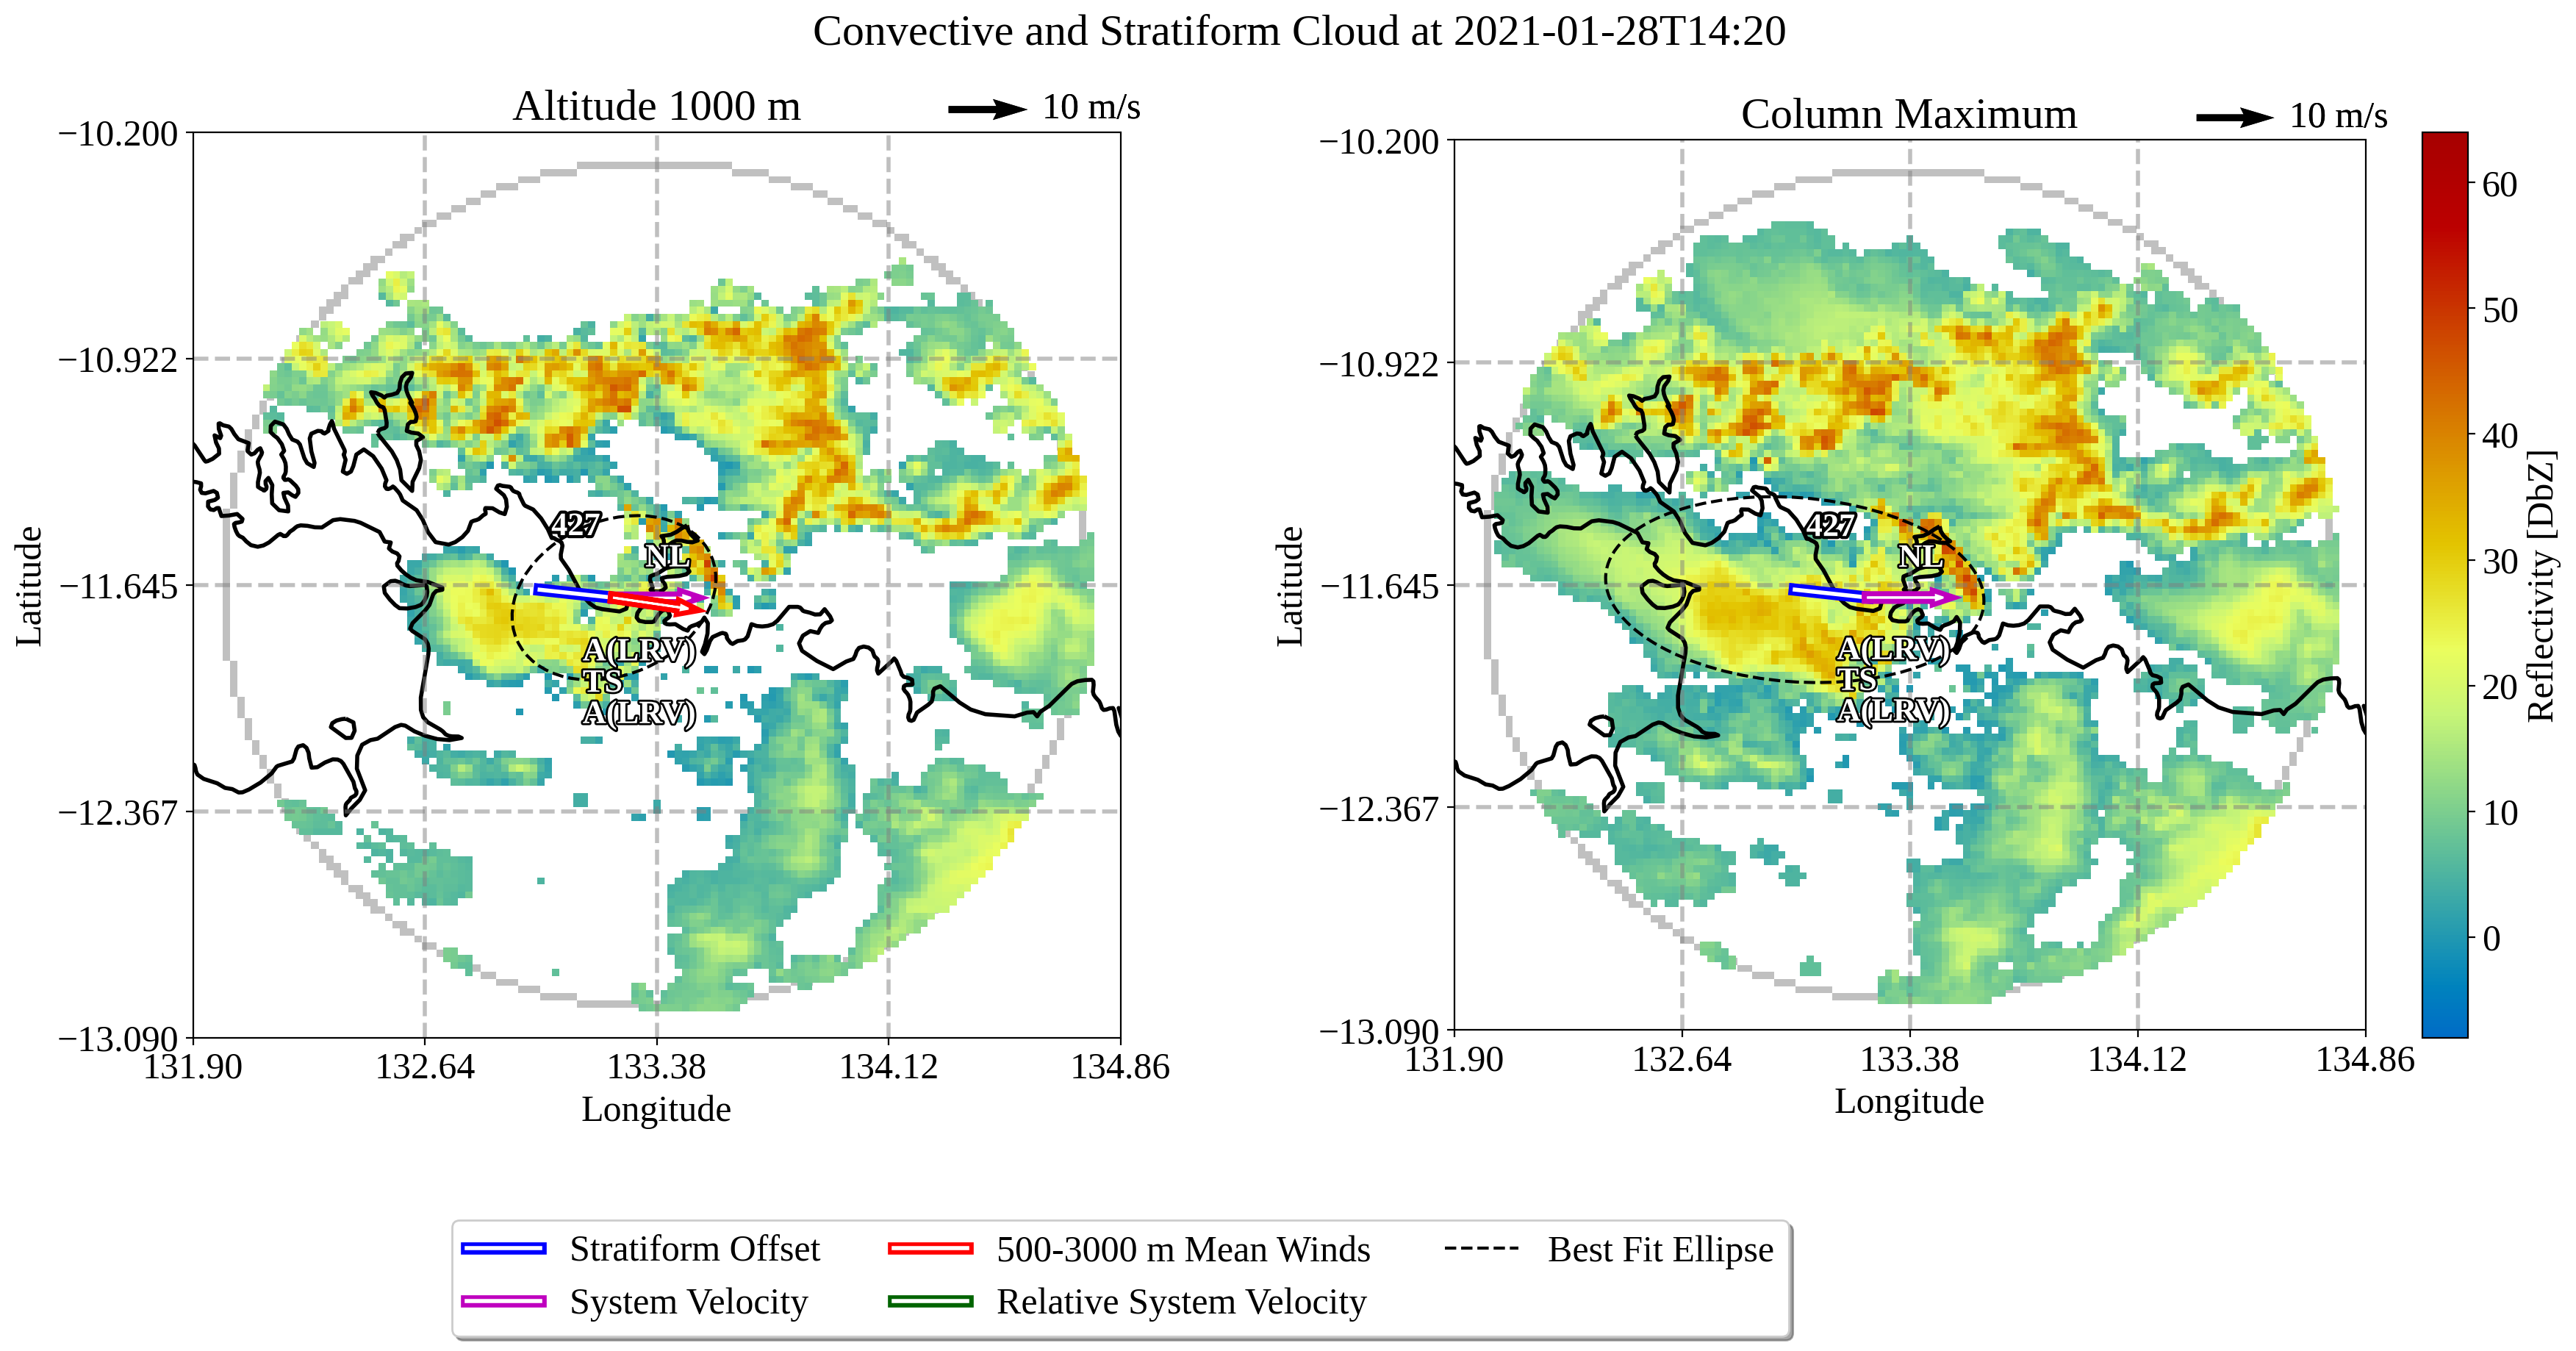 Convective and Stratiform Cloud at 2021-01-28T14:20
Altitude 1000 m
10 m/s
−10.200
−10.922
−11.645
−12.367
−13.090
Latitude
131.90
132.64
133.38
134.12
134.86
Longitude
427
NL
A(LRV)
TS
A(LRV)
Column Maximum
10 m/s
−10.200
−10.922
−11.645
−12.367
−13.090
Latitude
131.90
132.64
133.38
134.12
134.86
Longitude
427
NL
A(LRV)
TS
A(LRV)
60
50
40
30
20
10
0
Reflectivity [DbZ]
Stratiform Offset
500-3000 m Mean Winds
Best Fit Ellipse
System Velocity
Relative System Velocity